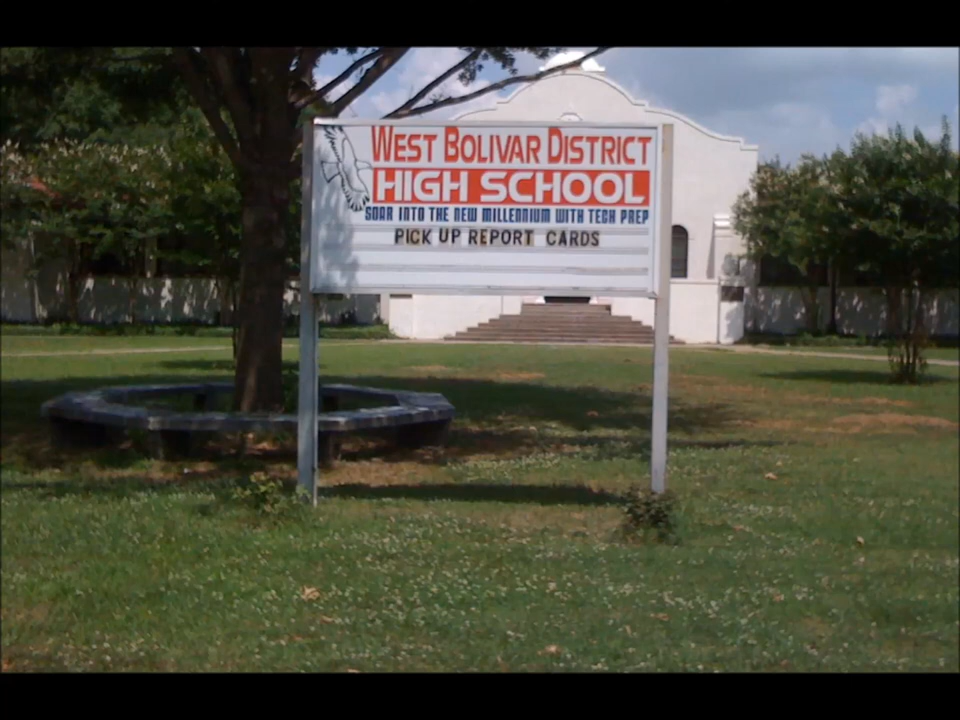 WEST BOLIVAR DISTRICT
HIGH SCHOOL
SOAR INTO THE NEW MILLENNIUM WITH TECH PREP
PICK UP REPORT CARDS